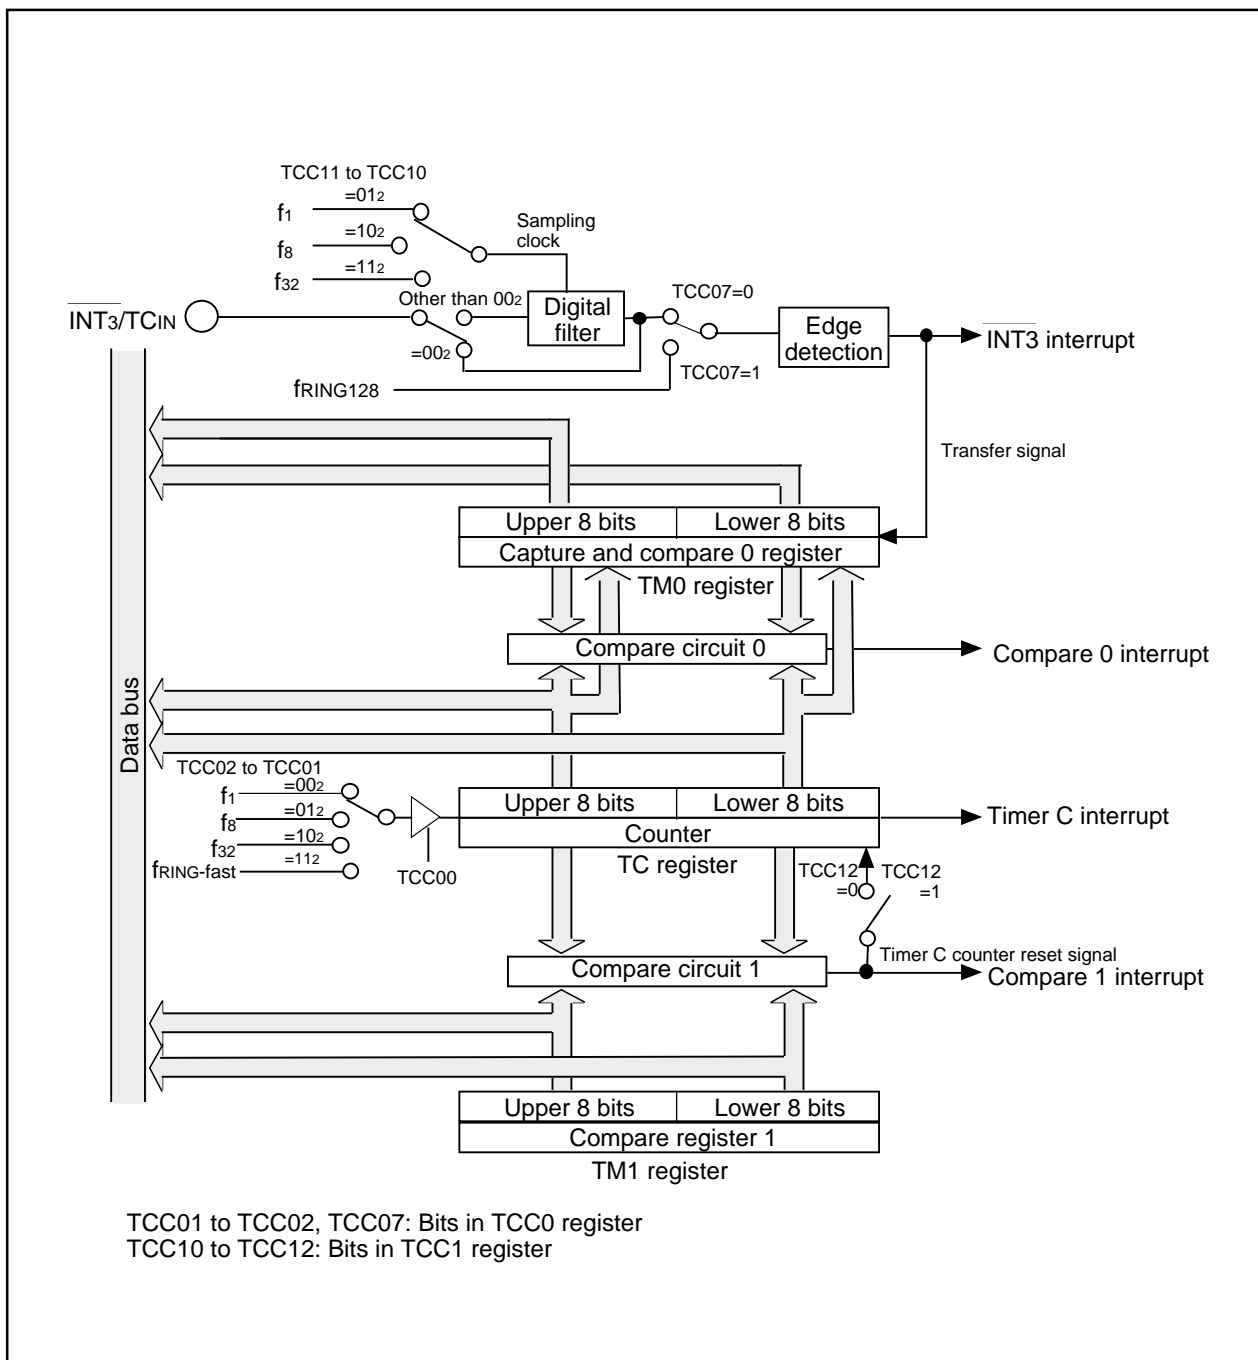 TCC11 to TCC10
=012
f1
Sampling
clock
=102
f8
=112
f32
Other than 002
TCC07=0
INT3/TCIN
Digital
filter
Edge
detection
INT3 interrupt
=002
TCC07=1
fRING128
Transfer signal
Upper 8 bits
Lower 8 bits
Capture and compare 0 register
TM0 register
Compare circuit 0
Compare 0 interrupt
Data bus
TCC02 to TCC01
=002
f1
Upper 8 bits
Lower 8 bits
=012
f8
Timer C interrupt
Counter
=102
f32
=112
fRING-fast
TCC00
TC register
TCC12
=0
TCC12
=1
Timer C counter reset signal
Compare circuit 1
Compare 1 interrupt
Upper 8 bits
Lower 8 bits
Compare register 1
TM1 register
TCC01 to TCC02, TCC07: Bits in TCC0 register
TCC10 to TCC12: Bits in TCC1 register